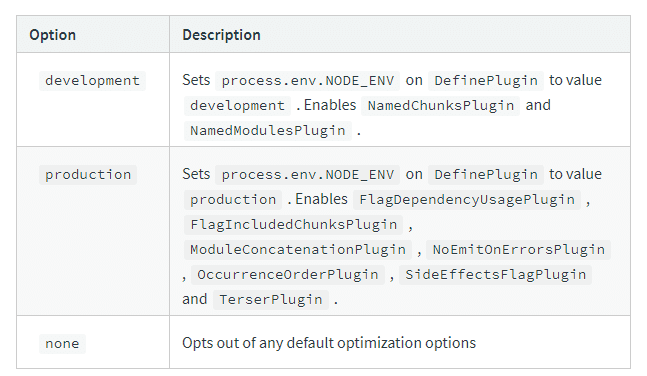 Option Description
development Sets process.env.NODE_ENV on DefinePlugin to value
development . Enables NamedChunksPlugin and
NamedModulesPlugin .
production Sets process.env.NODE_ENV on DefinePlugin to value
production . Enables FlagDependencyUsagePlugin ,
FlagIncludedChunksPlugin ,
ModuleConcatenationPlugin , NoEmitOnErrorsPlugin
, OccurrenceOrderPlugin , SideEffectsFlagPlugin
and TerserPlugin .
none Opts out of any default optimization options